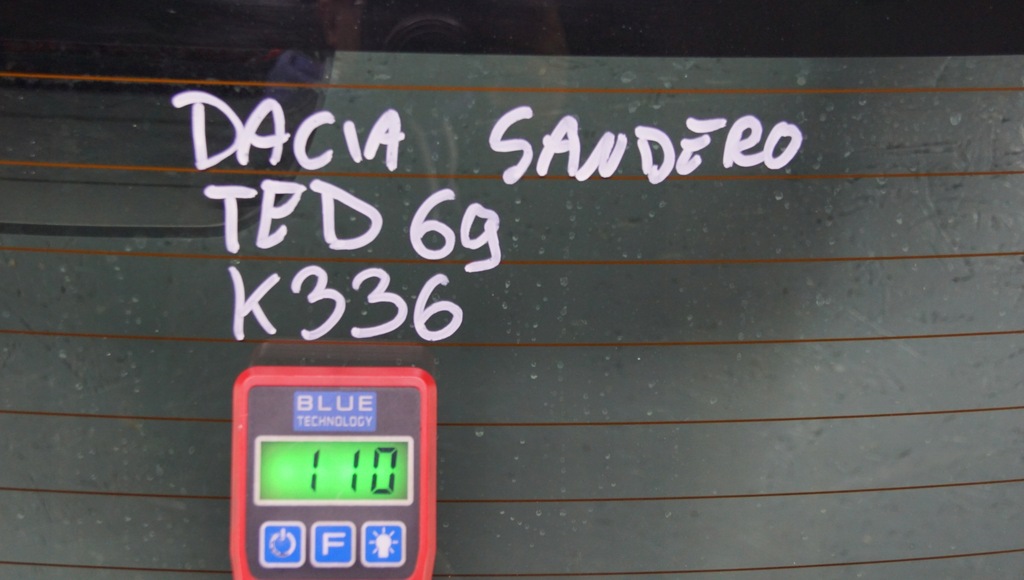 DACIA SANDERO
TED 69
K336
BLUE
TECHNOLOGY
110
F